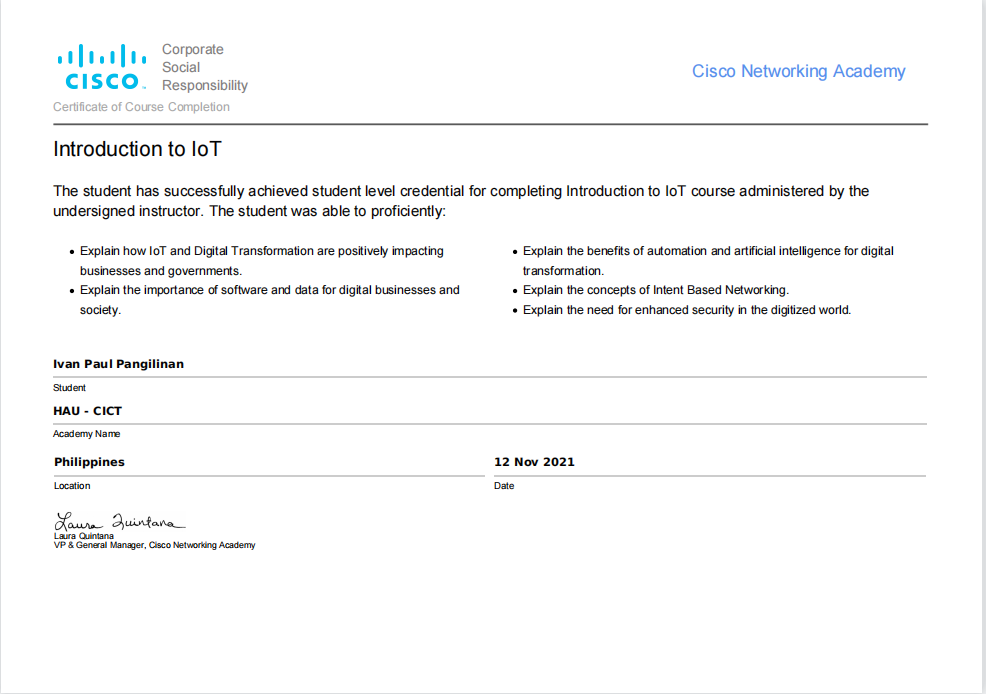 CISCO
Corporate
Social
Responsibility
Cisco Networking Academy
Certificate of Course Completion
Introduction to IoT
The student has successfully achieved student level credential for completing Introduction to IoT course administered by the
undersigned instructor. The student was able to proficiently:
• Explain how IoT and Digital Transformation are positively impacting
businesses and governments.
• Explain the importance of software and data for digital businesses and
society.
• Explain the benefits of automation and artificial intelligence for digital
transformation.
• Explain the concepts of Intent Based Networking.
• Explain the need for enhanced security in the digitized world.
Ivan Paul Pangilinan
Student
HAU - CICT
Academy Name
Philippines
Location
12 Nov 2021
Date
Laura Quintana
Laura Quintana
VP & General Manager, Cisco Networking Academy